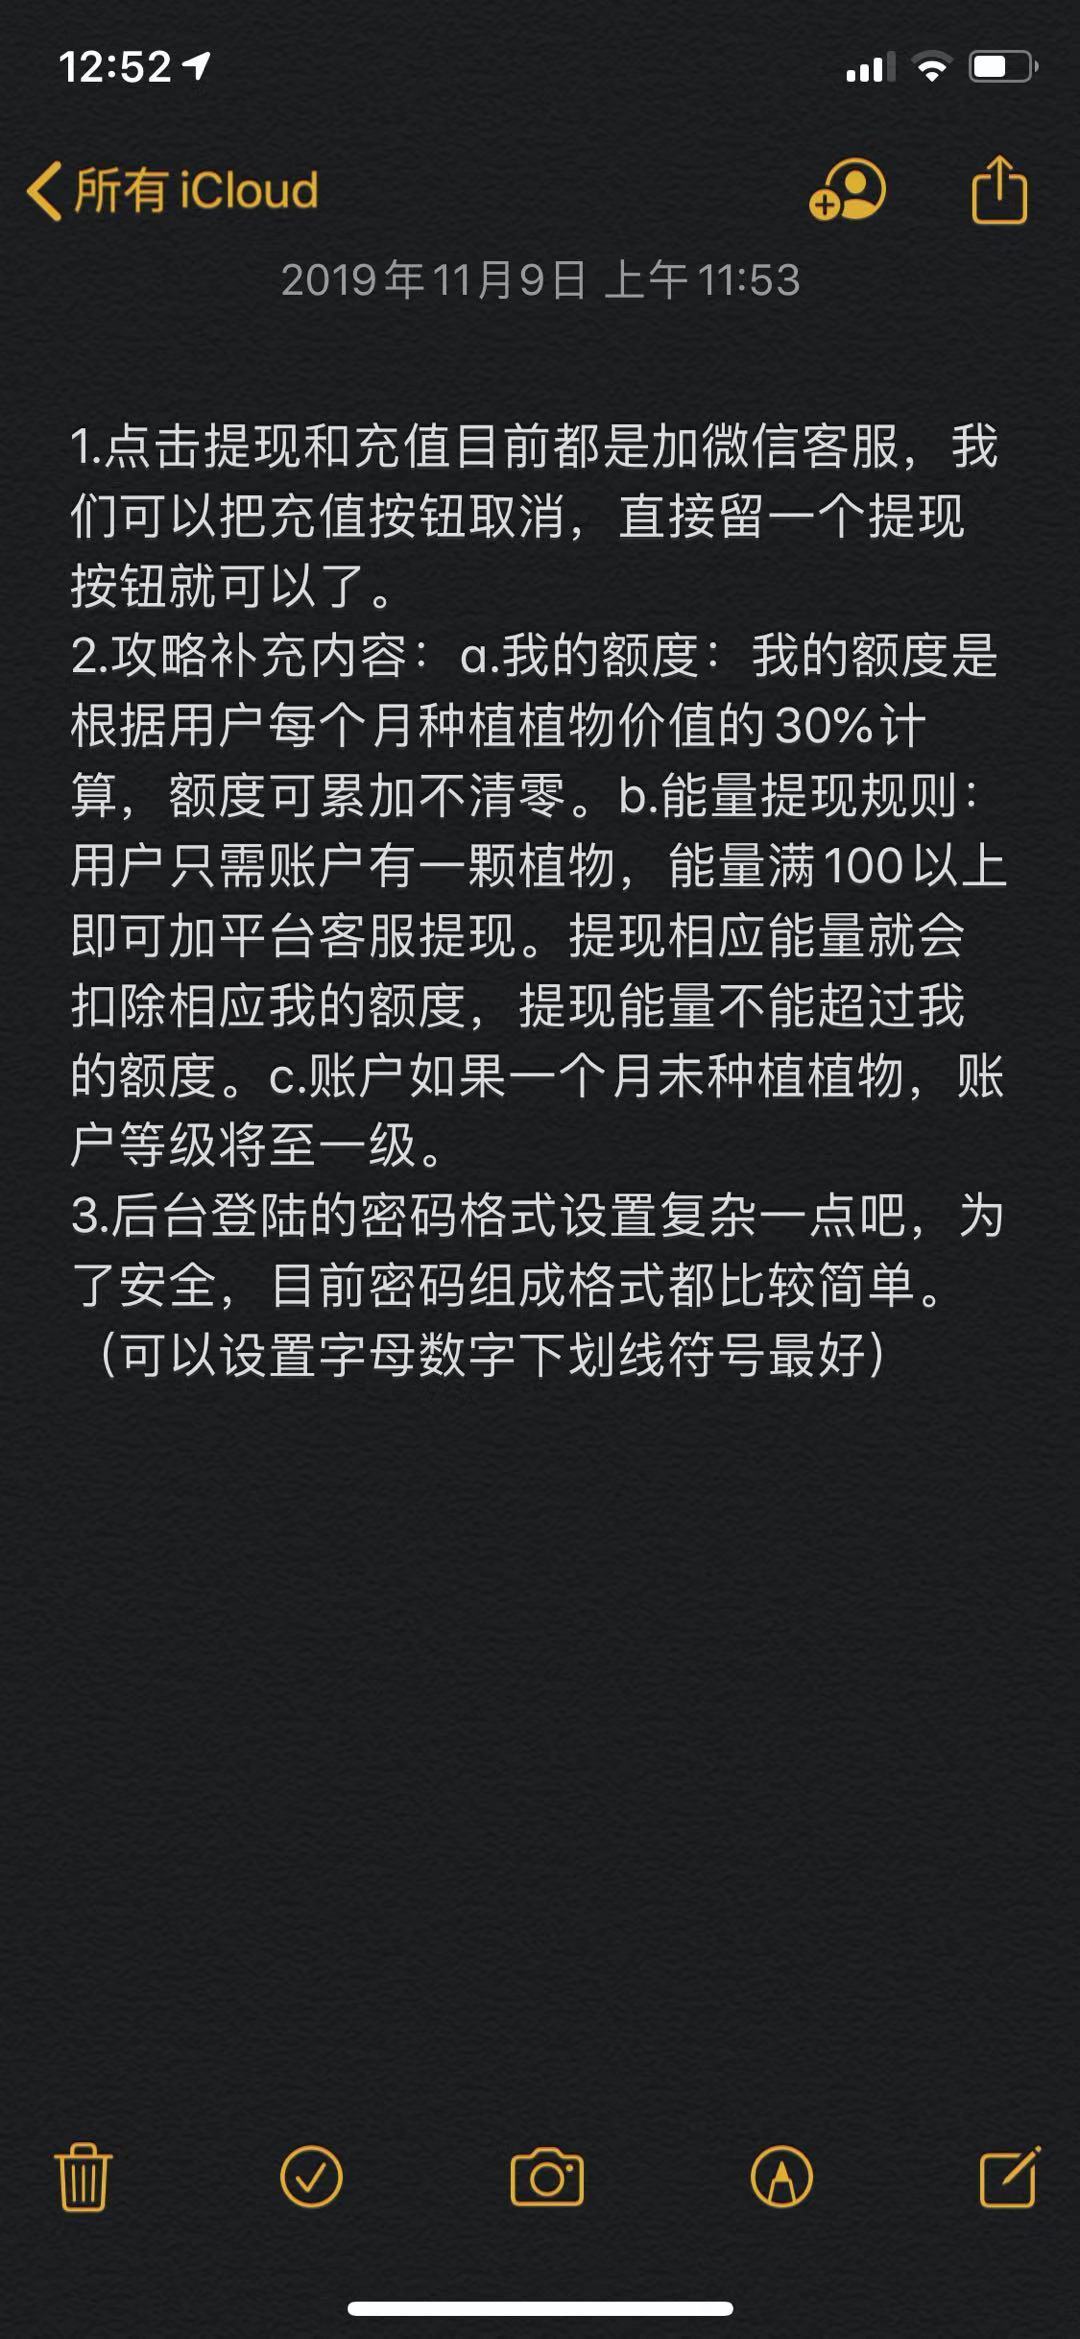 12:52
所有 iCloud
2019年11月9日 上午11:53
1.点击提现和充值目前都是加微信客服，我
们可以把充值按钮取消，直接留一个提现
按钮就可以了。
2.攻略补充内容：a.我的额度：我的额度是
根据用户每个月种植植物价值的30%计
算，额度可累加不清零。b.能量提现规则：
用户只需账户有一颗植物，能量满100以上
即可加平台客服提现。提现相应能量就会
扣除相应我的额度，提现能量不能超过我
的额度。c.账户如果一个月未种植植物，账
户等级将至一级。
3.后台登陆的密码格式设置复杂一点吧，为
了安全，目前密码组成格式都比较简单。
（可以设置字母数字下划线符号最好）